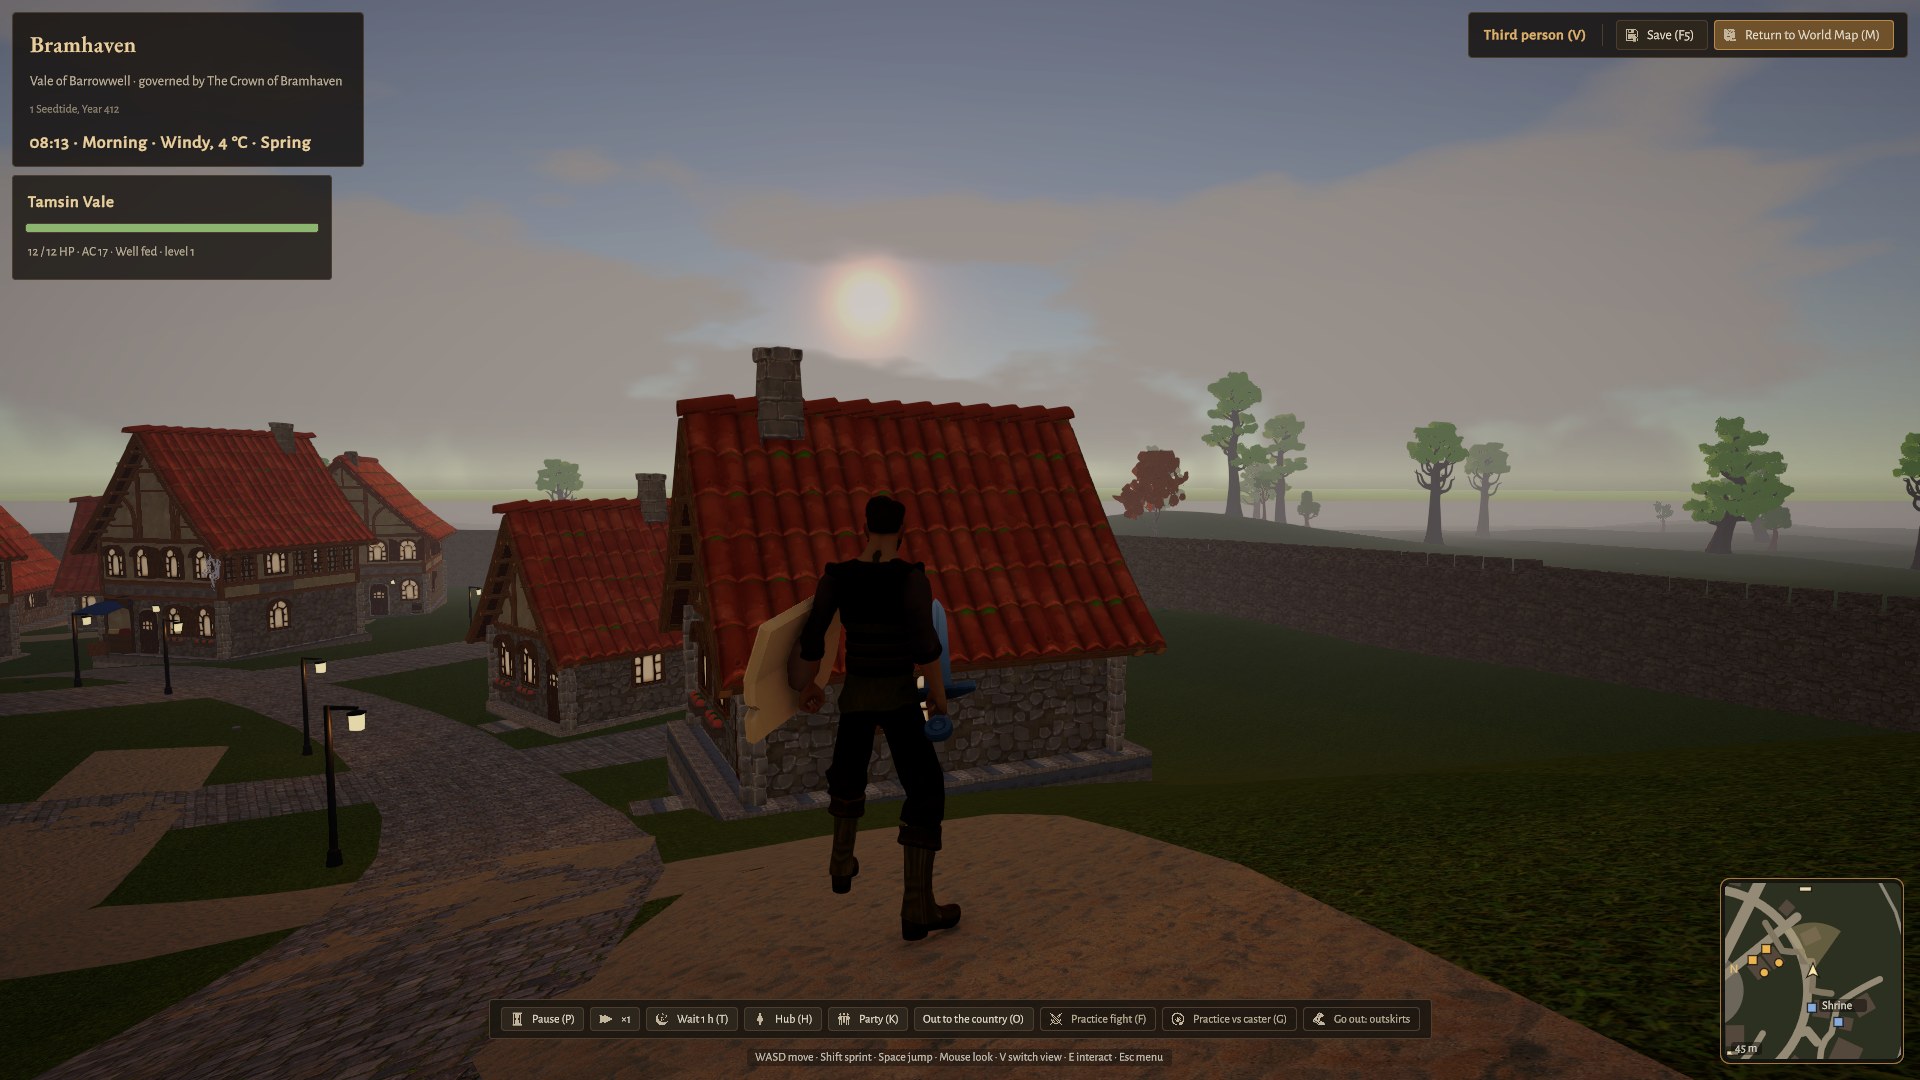 Bramhaven
Vale of Barrowwell · governed by The Crown of Bramhaven
1 Seedtide, Year 412
08:13 · Morning · Windy, 4 °C · Spring
Tamsin Vale
12 / 12 HP · AC 17 · Well fed · level 1
Third person (V)
Save (F5)
Return to World Map (M)
N
Shrine
45 m
Pause (P)
×1
Wait 1 h (T)
Hub (H)
Party (K)
Out to the country (O)
Practice fight (F)
Practice vs caster (G)
Go out: outskirts
WASD move · Shift sprint · Space jump · Mouse look · V switch view · E interact · Esc menu